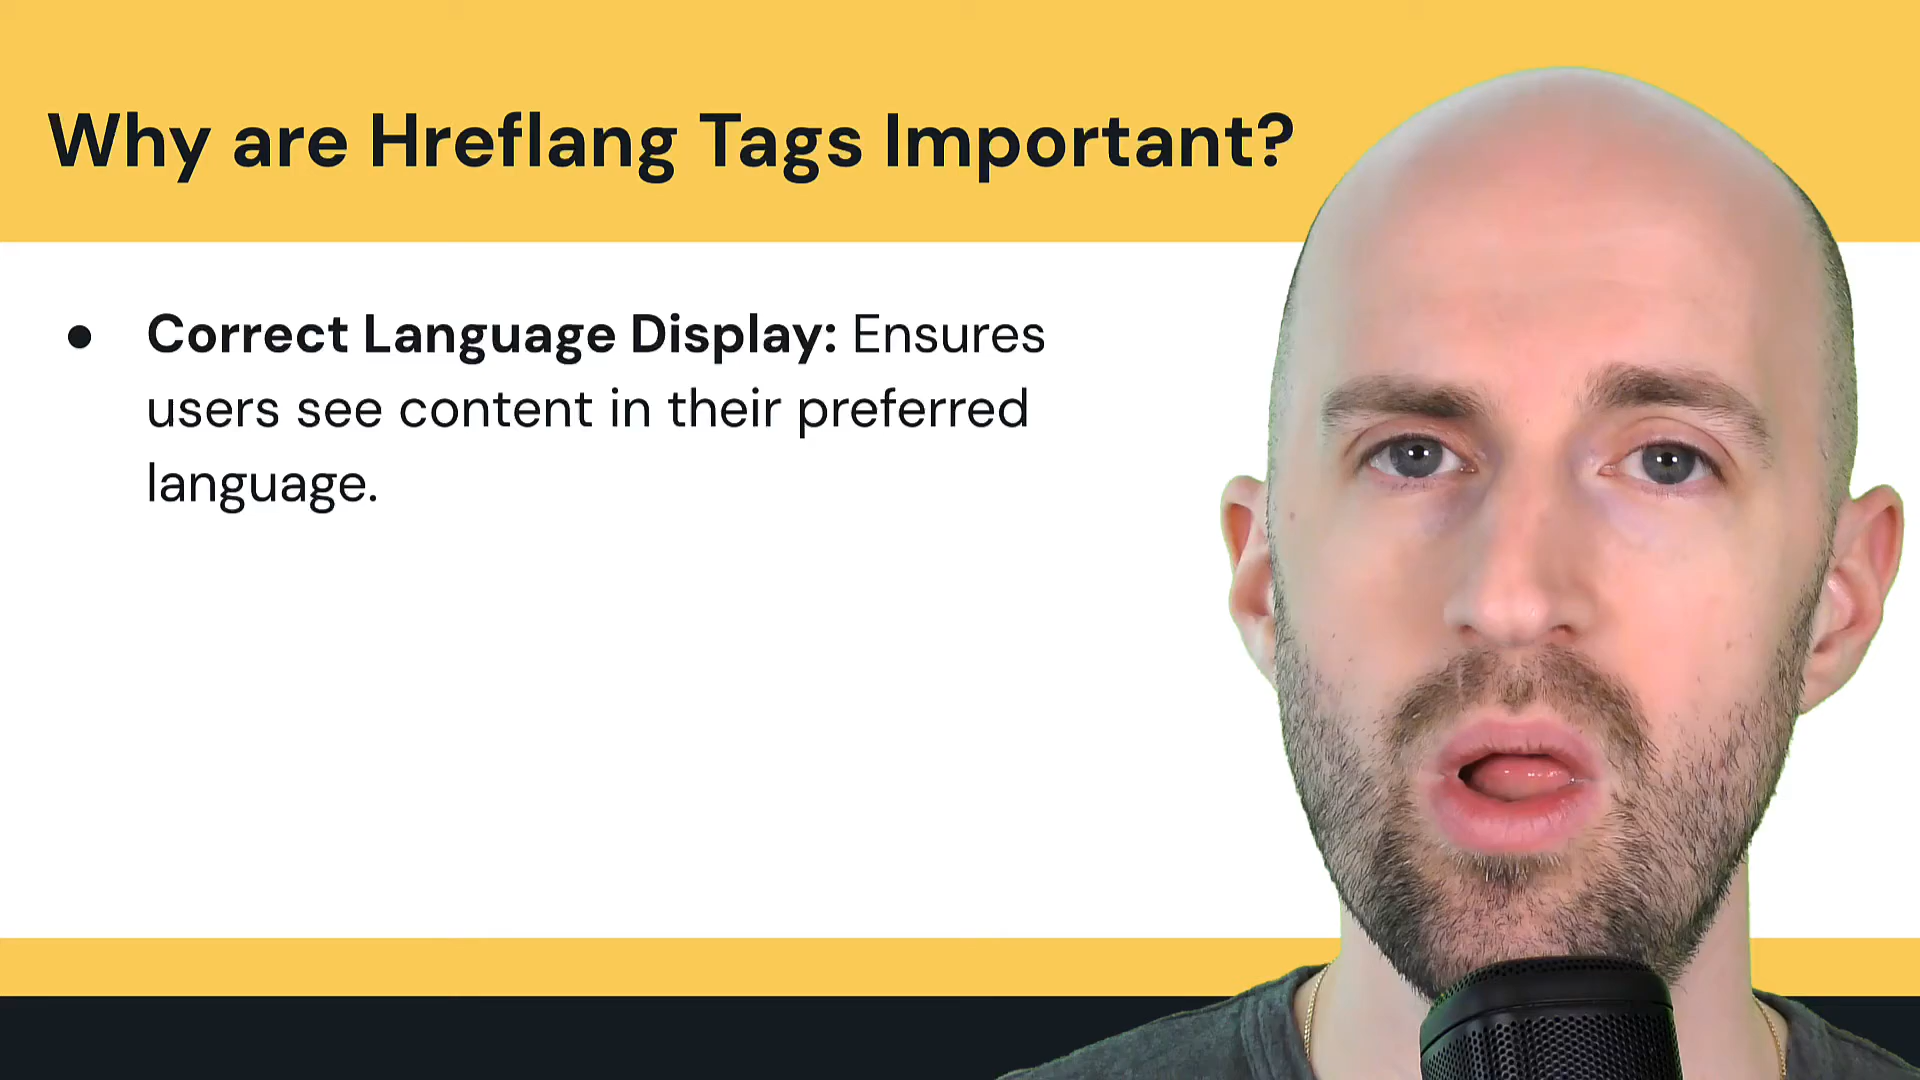 Why are Hreflang Tags Important?
● Correct Language Display: Ensures
users see content in their preferred
language.